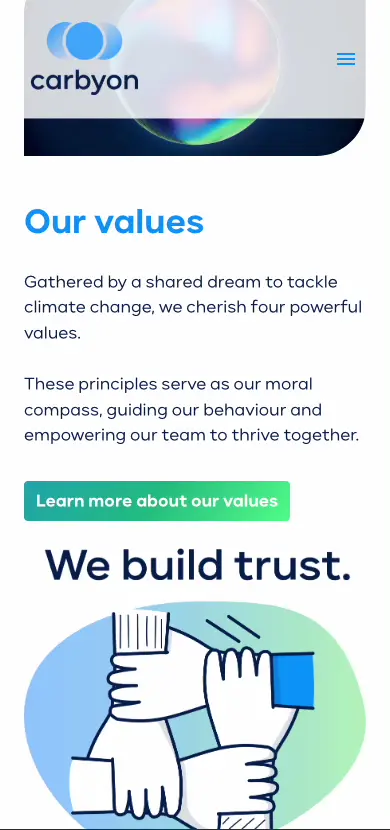 carbyon
Our values
Gathered by a shared dream to tackle
climate change, we cherish four powerful
values.
These principles serve as our moral
compass, guiding our behaviour and
empowering our team to thrive together.
Learn more about our values
We build trust.